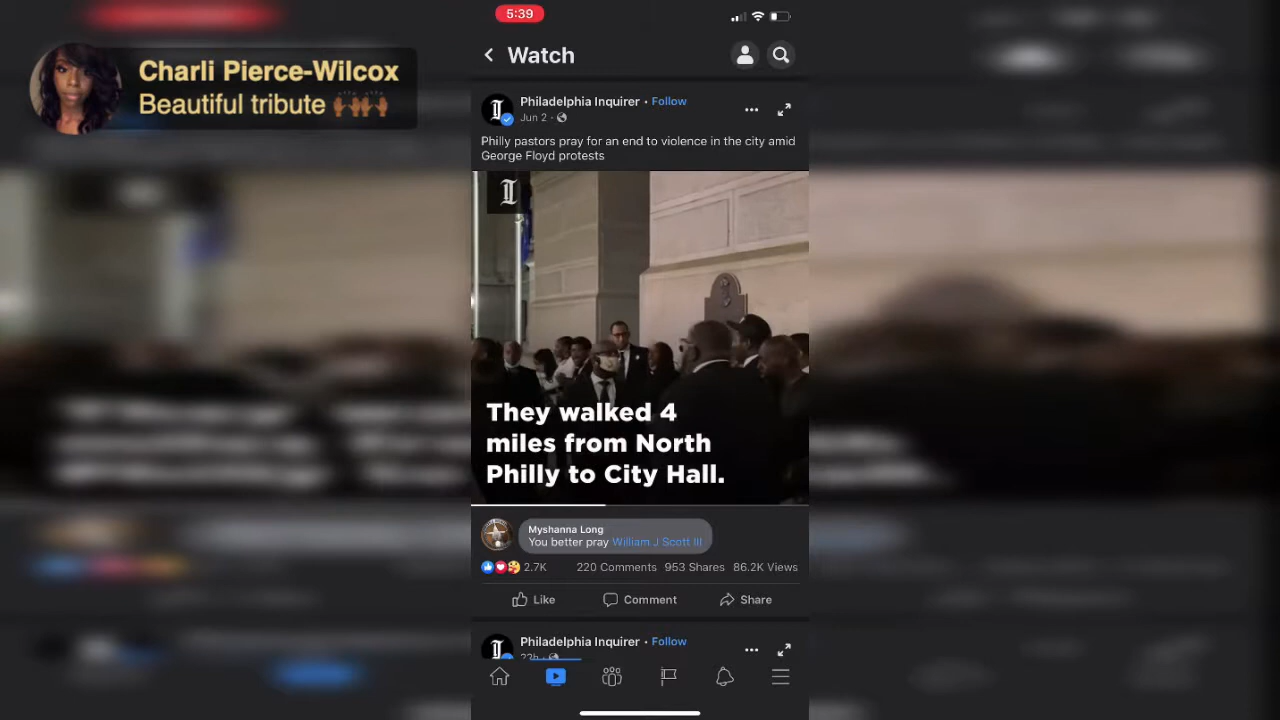 Charli Pierce-Wilcox
Beautiful tribute 🙌🏾🙌🏾
5:39
Watch
Philadelphia Inquirer · Follow
Jun 2 ·
Philly pastors pray for an end to violence in the city amid
George Floyd protests
They walked 4
miles from North
Philly to City Hall.
Myshanna Long
You better pray William J Scott III
2.7K 220 Comments 953 Shares 86.2K Views
Like Comment Share
Philadelphia Inquirer · Follow
22h ·